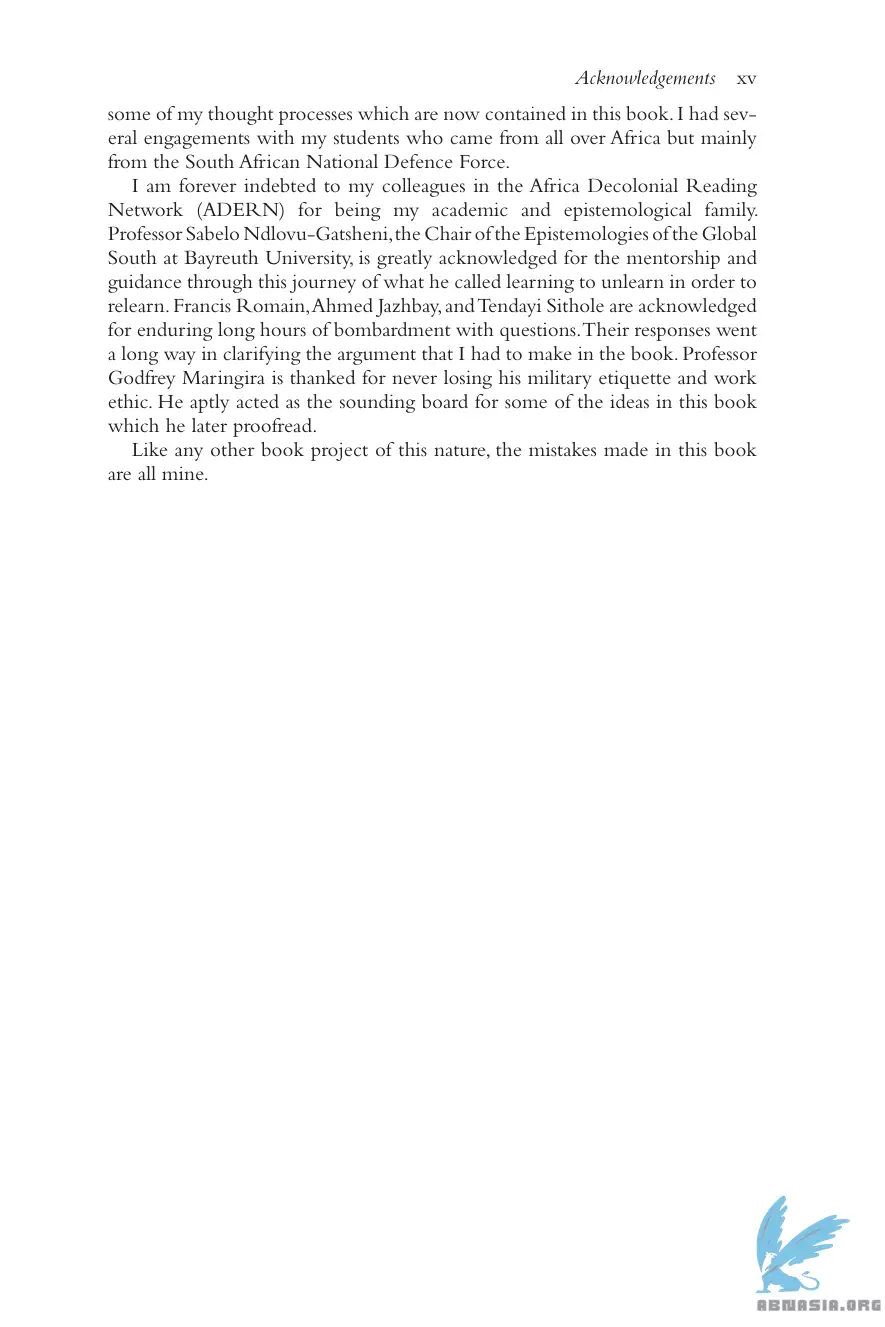 Acknowledgements xv
some of my thought processes which are now contained in this book. I had sev-
eral engagements with my students who came from all over Africa but mainly
from the South African National Defence Force.
I am forever indebted to my colleagues in the Africa Decolonial Reading
Network (ADERN) for being my academic and epistemological family.
Professor Sabelo Ndlovu-Gatsheni, the Chair of the Epistemologies of the Global
South at Bayreuth University, is greatly acknowledged for the mentorship and
guidance through this journey of what he called learning to unlearn in order to
relearn. Francis Romain, Ahmed Jazhbay, and Tendayi Sithole are acknowledged
for enduring long hours of bombardment with questions. Their responses went
a long way in clarifying the argument that I had to make in the book. Professor
Godfrey Maringira is thanked for never losing his military etiquette and work
ethic. He aptly acted as the sounding board for some of the ideas in this book
which he later proofread.
Like any other book project of this nature, the mistakes made in this book
are all mine.
ABNASIA.ORG